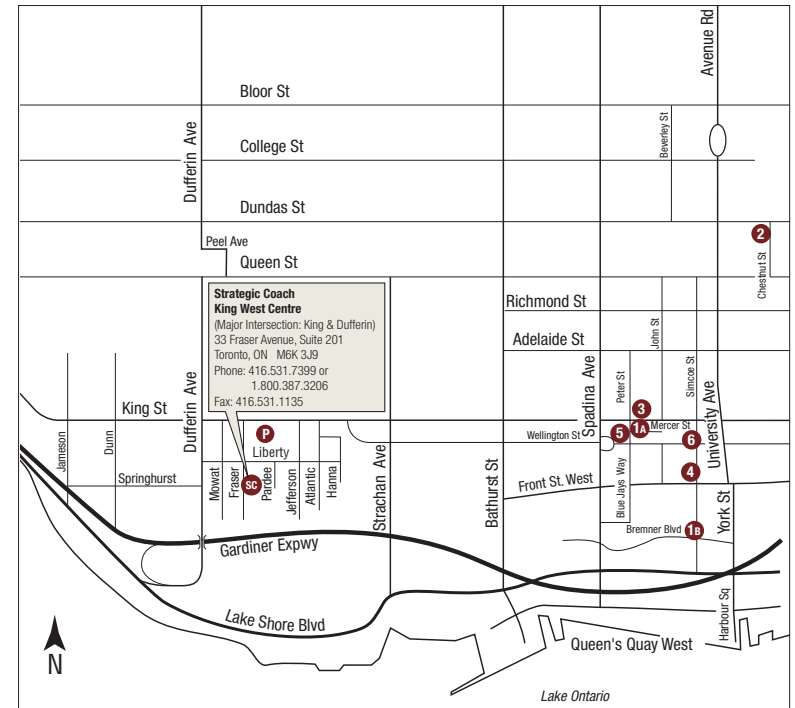 Avenue Rd
Bloor St
Dufferin Ave
College St
Beverley St
Dundas St
2
Peel Ave
Queen St
Chestnut St
Strategic Coach
King West Centre
(Major Intersection: King & Dufferin)
33 Fraser Avenue, Suite 201
Toronto, ON M6K 3J9
Phone: 416.531.7399 or
1.800.387.3206
Fax: 416.531.1135
Richmond St
Adelaide St
John St
Simcoe St
Spadina Ave
Peter St
University Ave
King St
Dufferin Ave
P
3
1A
Mercer St
Wellington St
5
6
Liberty
Jameson
Dunn
Springhurst
Mowat
Fraser
SC
Pardee
Jefferson
Atlantic
Hanna
Strachan Ave
Bathurst St
Front St. West
Blue Jays Way
4
York St
Bremner Blvd
1B
Gardiner Expwy
Lake Shore Blvd
Harbour Sq
Queen's Quay West
N
Lake Ontario